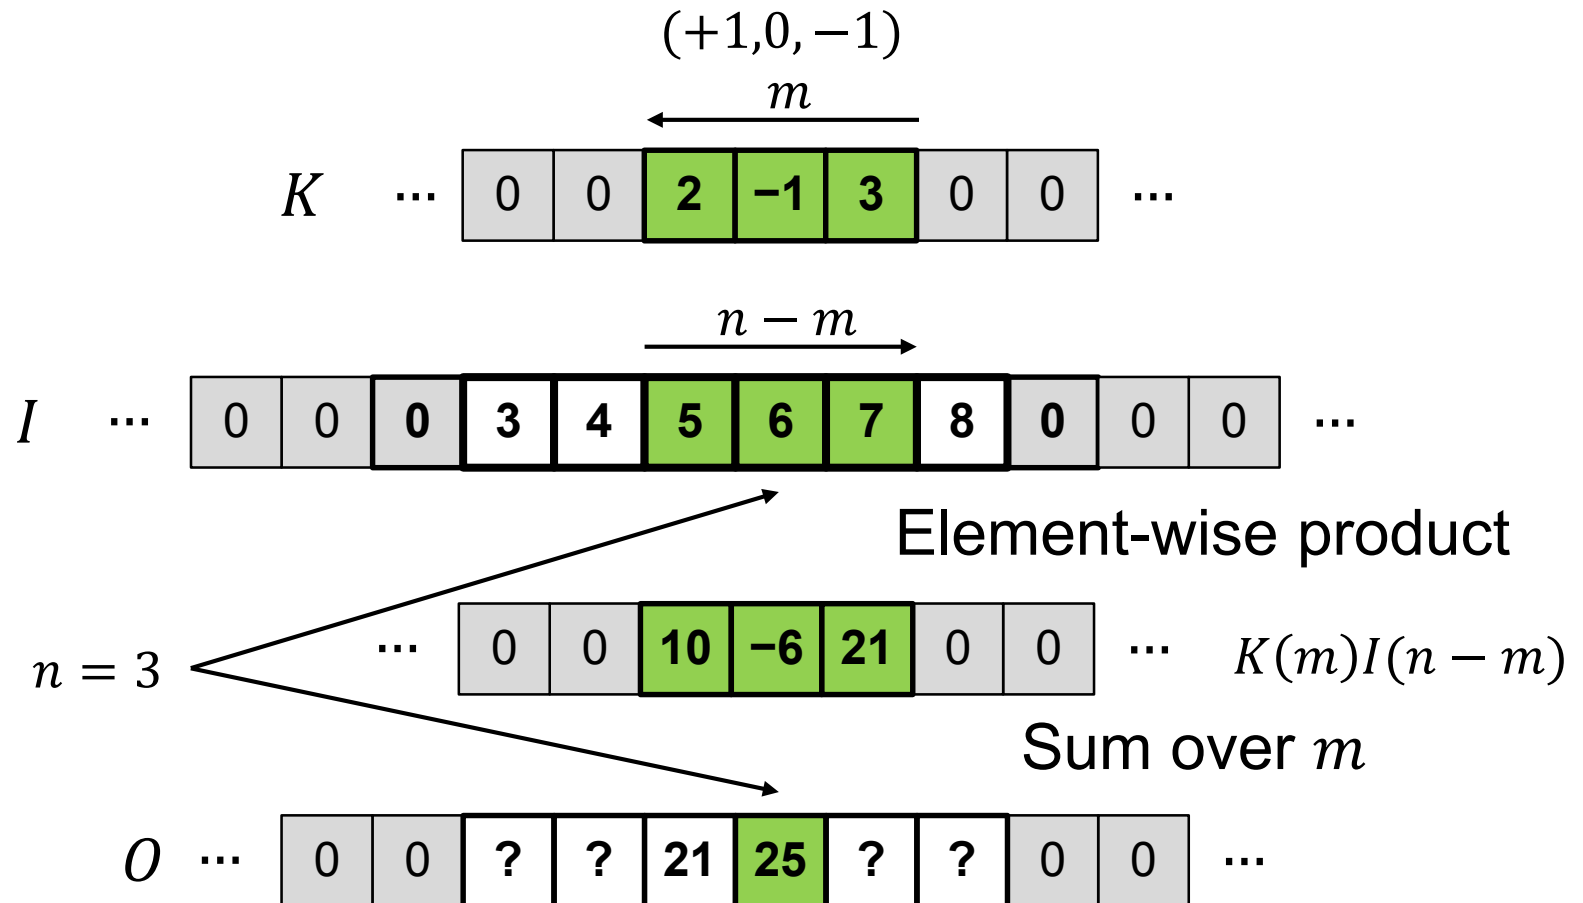 (+1,0,−1)
m
K ⋯ 0 0 2 −1 3 0 0 ⋯
n − m
I ⋯ 0 0 0 3 4 5 6 7 8 0 0 0 ⋯
Element-wise product
n = 3 ⋯ 0 0 10 −6 21 0 0 ⋯ K(m)I(n − m)
Sum over m
O ⋯ 0 0 ? ? 21 25 ? ? 0 0 ⋯